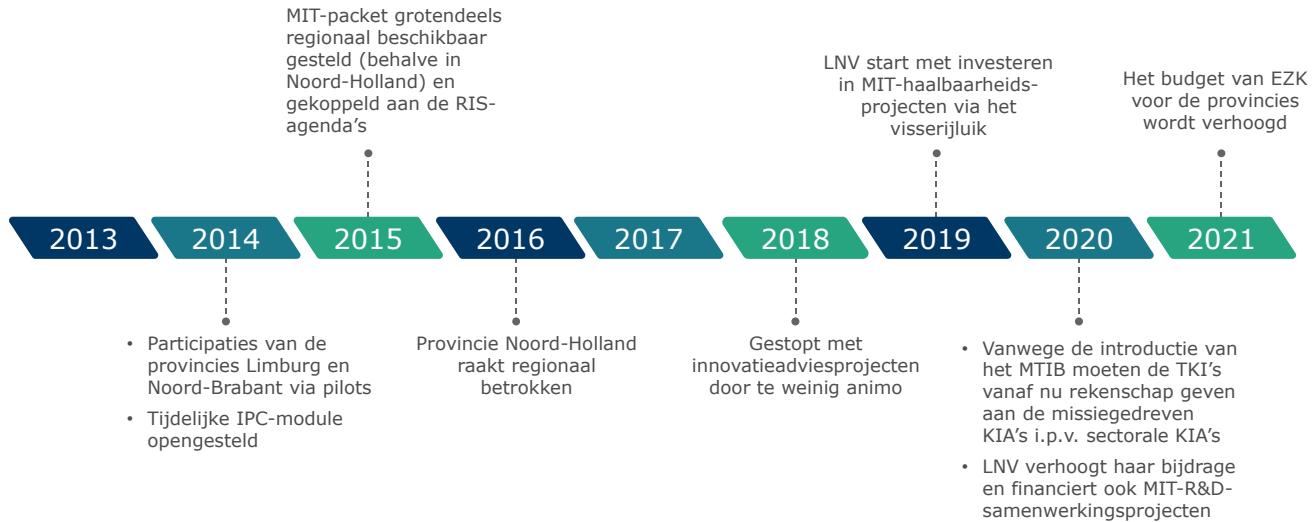 MIT-packet grotendeels
regionaal beschikbaar
gesteld (behalve in
Noord-Holland) en
gekoppeld aan de RIS-
agenda's
LNV start met investeren
in MIT-haalbaarheids-
projecten via het
visserijluik
Het budget van EZK
voor de provincies
wordt verhoogd
2013
2014
2015
2016
2017
2018
2019
2020
2021
• Participaties van de
provincies Limburg en
Noord-Brabant via pilots
• Tijdelijke IPC-module
opengesteld
Provincie Noord-Holland
raakt regionaal
betrokken
Gestopt met
innovatieadviesprojecten
door te weinig animo
• Vanwege de introductie van
het MTIB moeten de TKI's
vanaf nu rekenschap geven
aan de missiegedreven
KIA's i.p.v. sectorale KIA's
• LNV verhoogt haar bijdrage
en financiert ook MIT-R&D-
samenwerkingsprojecten